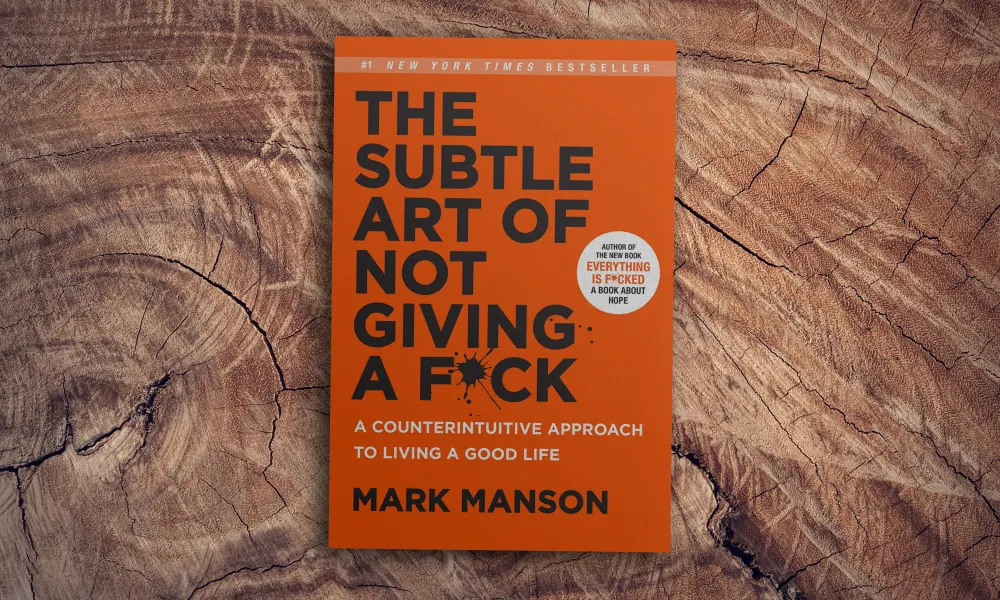 #1 NEW YORK TIMES BESTSELLER
THE
SUBTLE
ART OF
NOT
GIVING
A F*CK
AUTHOR OF
THE NEW BOOK
EVERYTHING
IS F*CKED
A BOOK ABOUT
HOPE
A COUNTERINTUITIVE APPROACH
TO LIVING A GOOD LIFE
MARK MANSON